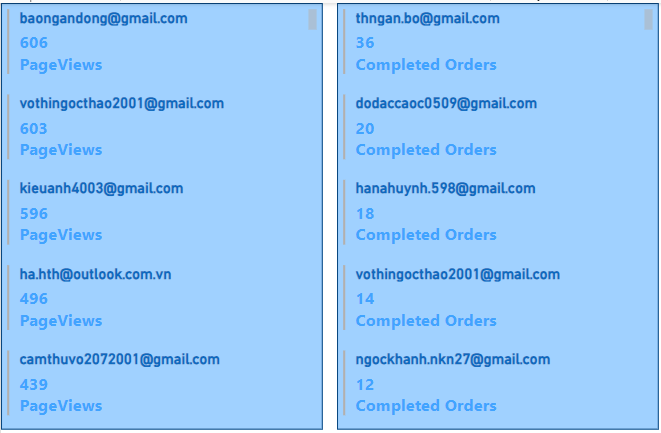 baongandong@gmail.com
606
PageViews
vothingocthao2001@gmail.com
603
PageViews
kieuanh4003@gmail.com
596
PageViews
ha.hth@outlook.com.vn
496
PageViews
camthuvo2072001@gmail.com
439
PageViews
thngan.bo@gmail.com
36
Completed Orders
dodaccaoc0509@gmail.com
20
Completed Orders
hanahuynh.598@gmail.com
18
Completed Orders
vothingocthao2001@gmail.com
14
Completed Orders
ngockhanh.nkn27@gmail.com
12
Completed Orders